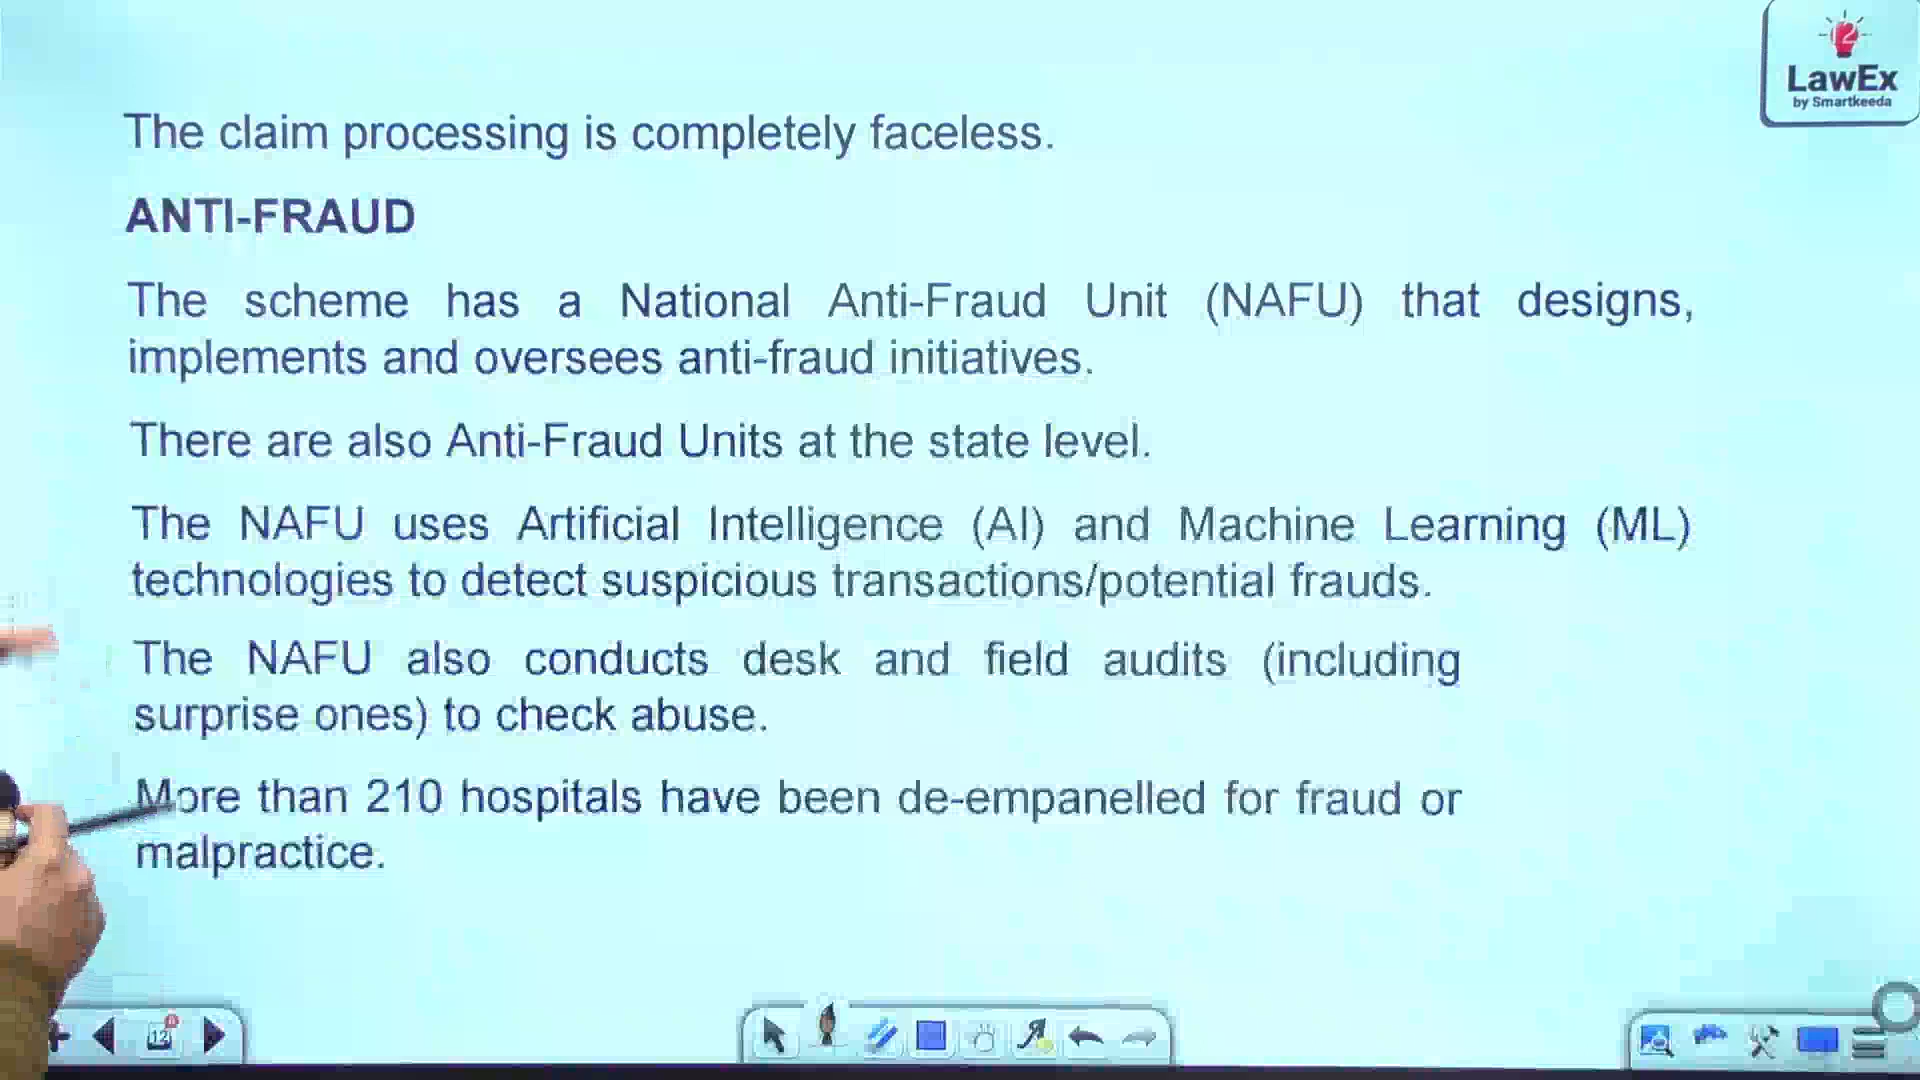 LawEx
by Smartkeeda
The claim processing is completely faceless.
ANTI-FRAUD
The scheme has a National Anti-Fraud Unit (NAFU) that designs,
implements and oversees anti-fraud initiatives.
There are also Anti-Fraud Units at the state level.
The NAFU uses Artificial Intelligence (AI) and Machine Learning (ML)
technologies to detect suspicious transactions/potential frauds.
The NAFU also conducts desk and field audits (including
surprise ones) to check abuse.
More than 210 hospitals have been de-empanelled for fraud or
malpractice.
12